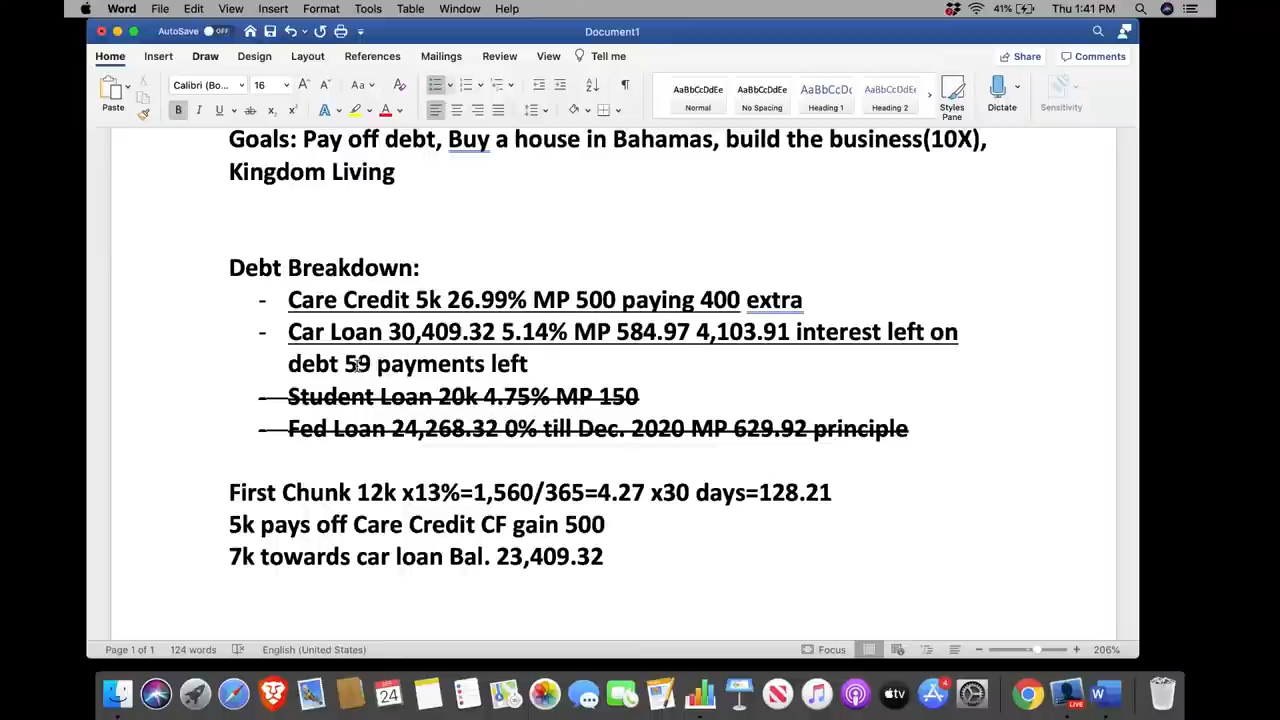 Word File Edit View Insert Format Tools Table Window Help 41% Thu 1:41 PM
AutoSave OFF Document1
Home Insert Draw Design Layout References Mailings Review View Tell me Share Comments
Paste Calibri (Bo... 16 Aa AaBbCcDdEe AaBbCcDdEe AaBbCcDc AaBbCcDdEe
B I U ab x A A Normal No Spacing Heading 1 Heading 2 Styles Pane Dictate Sensitivity
Goals: Pay off debt, Buy a house in Bahamas, build the business(10X),
Kingdom Living
Debt Breakdown:
- Care Credit 5k 26.99% MP 500 paying 400 extra
- Car Loan 30,409.32 5.14% MP 584.97 4,103.91 interest left on
debt 59 payments left
- Student Loan 20k 4.75% MP 150
- Fed Loan 24,268.32 0% till Dec. 2020 MP 629.92 principle
First Chunk 12k x13%=1,560/365=4.27 x30 days=128.21
5k pays off Care Credit CF gain 500
7k towards car loan Bal. 23,409.32
Page 1 of 1 124 words English (United States) Focus 206%
SEP 24 4 LIVE W